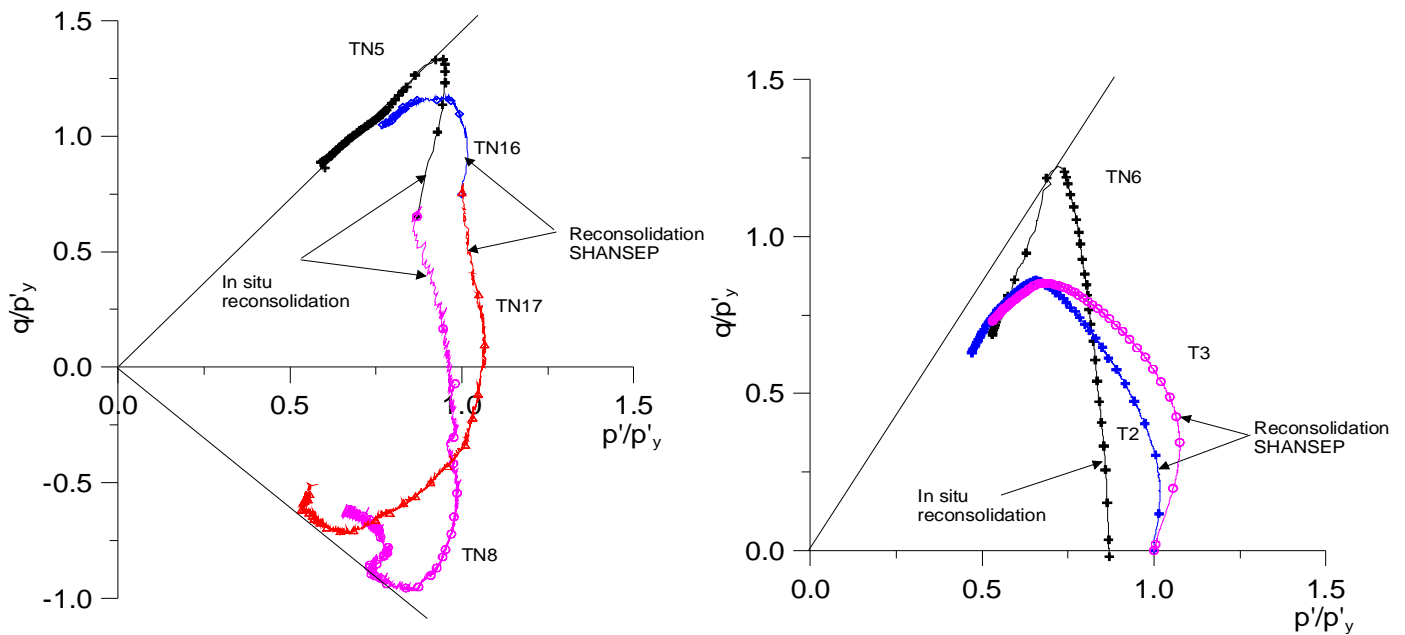 1.5
TN5
1.0
TN16
q/p'y
0.5
Reconsolidation
SHANSEP
In situ
reconsolidation
TN17
0.0
0.0 0.5 1.0 1.5
p'/p'y
-0.5
TN8
-1.0
1.5
TN6
1.0
q/p'y
T3
0.5
T2
Reconsolidation
SHANSEP
In situ
reconsolidation
0.0
0.0 0.5 1.0 1.5
p'/p'y